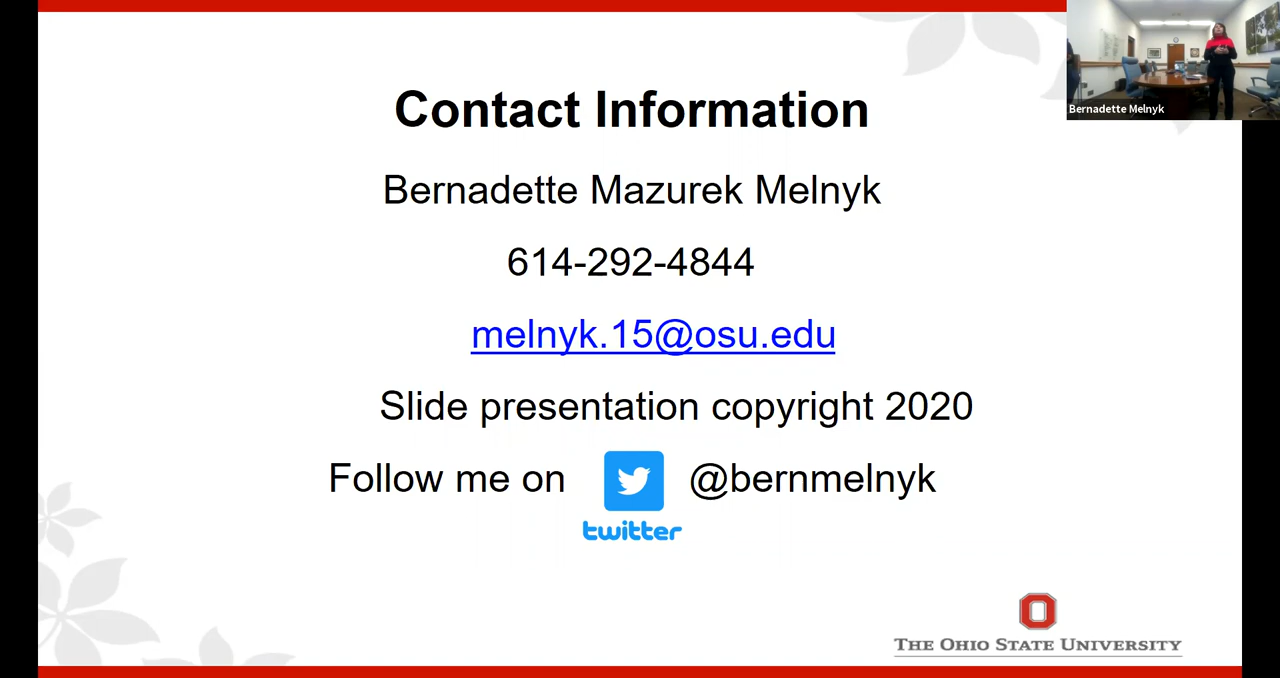 Contact Information
Bernadette Melnyk
Bernadette Mazurek Melnyk
614-292-4844
melnyk.15@osu.edu
Slide presentation copyright 2020
Follow me on @bernmelnyk
twitter
THE OHIO STATE UNIVERSITY